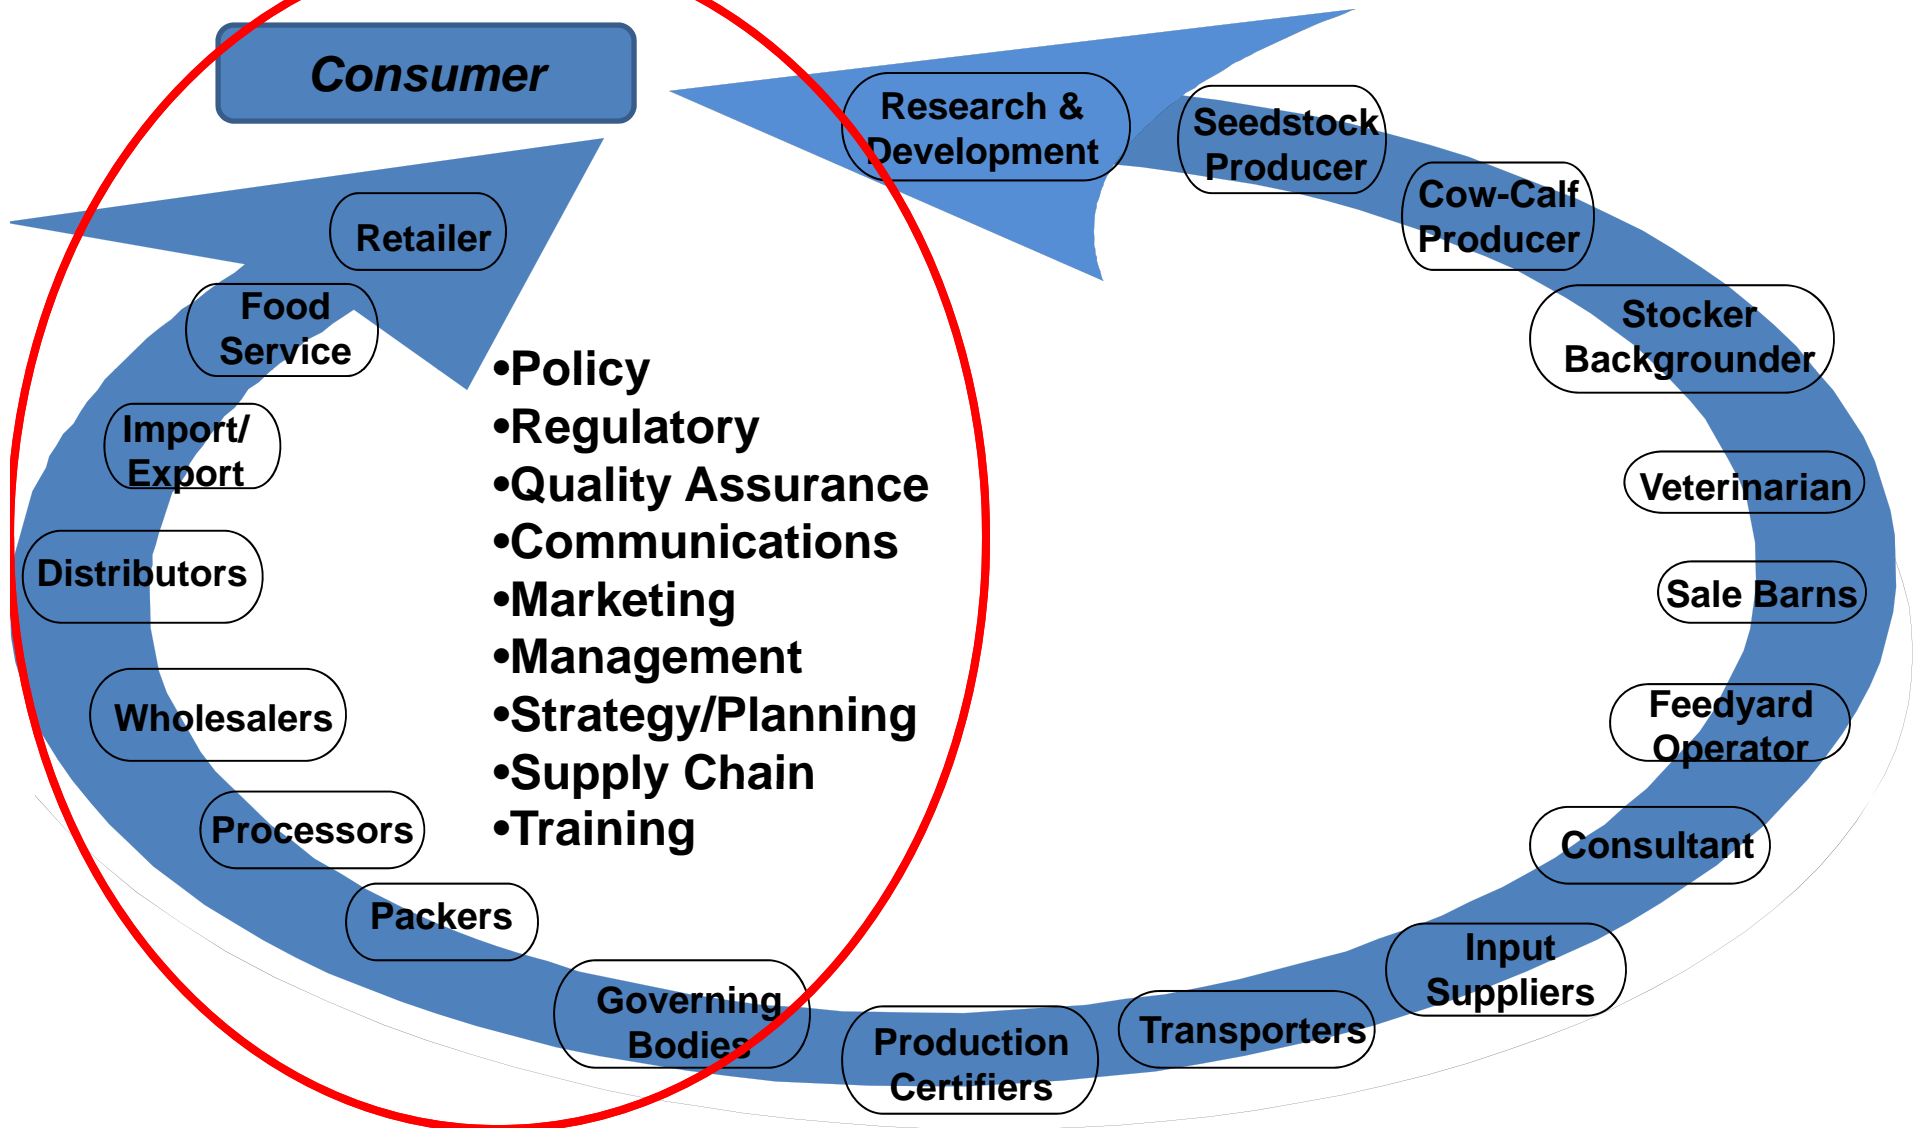 Consumer
Research &
Development
Seedstock
Producer
Cow-Calf
Producer
Stocker
Backgrounder
Veterinarian
Sale Barns
Feedyard
Operator
Consultant
Input
Suppliers
Transporters
Production
Certifiers
Governing
Bodies
Packers
Processors
Wholesalers
Distributors
Import/
Export
Food
Service
Retailer
•Policy
•Regulatory
•Quality Assurance
•Communications
•Marketing
•Management
•Strategy/Planning
•Supply Chain
•Training